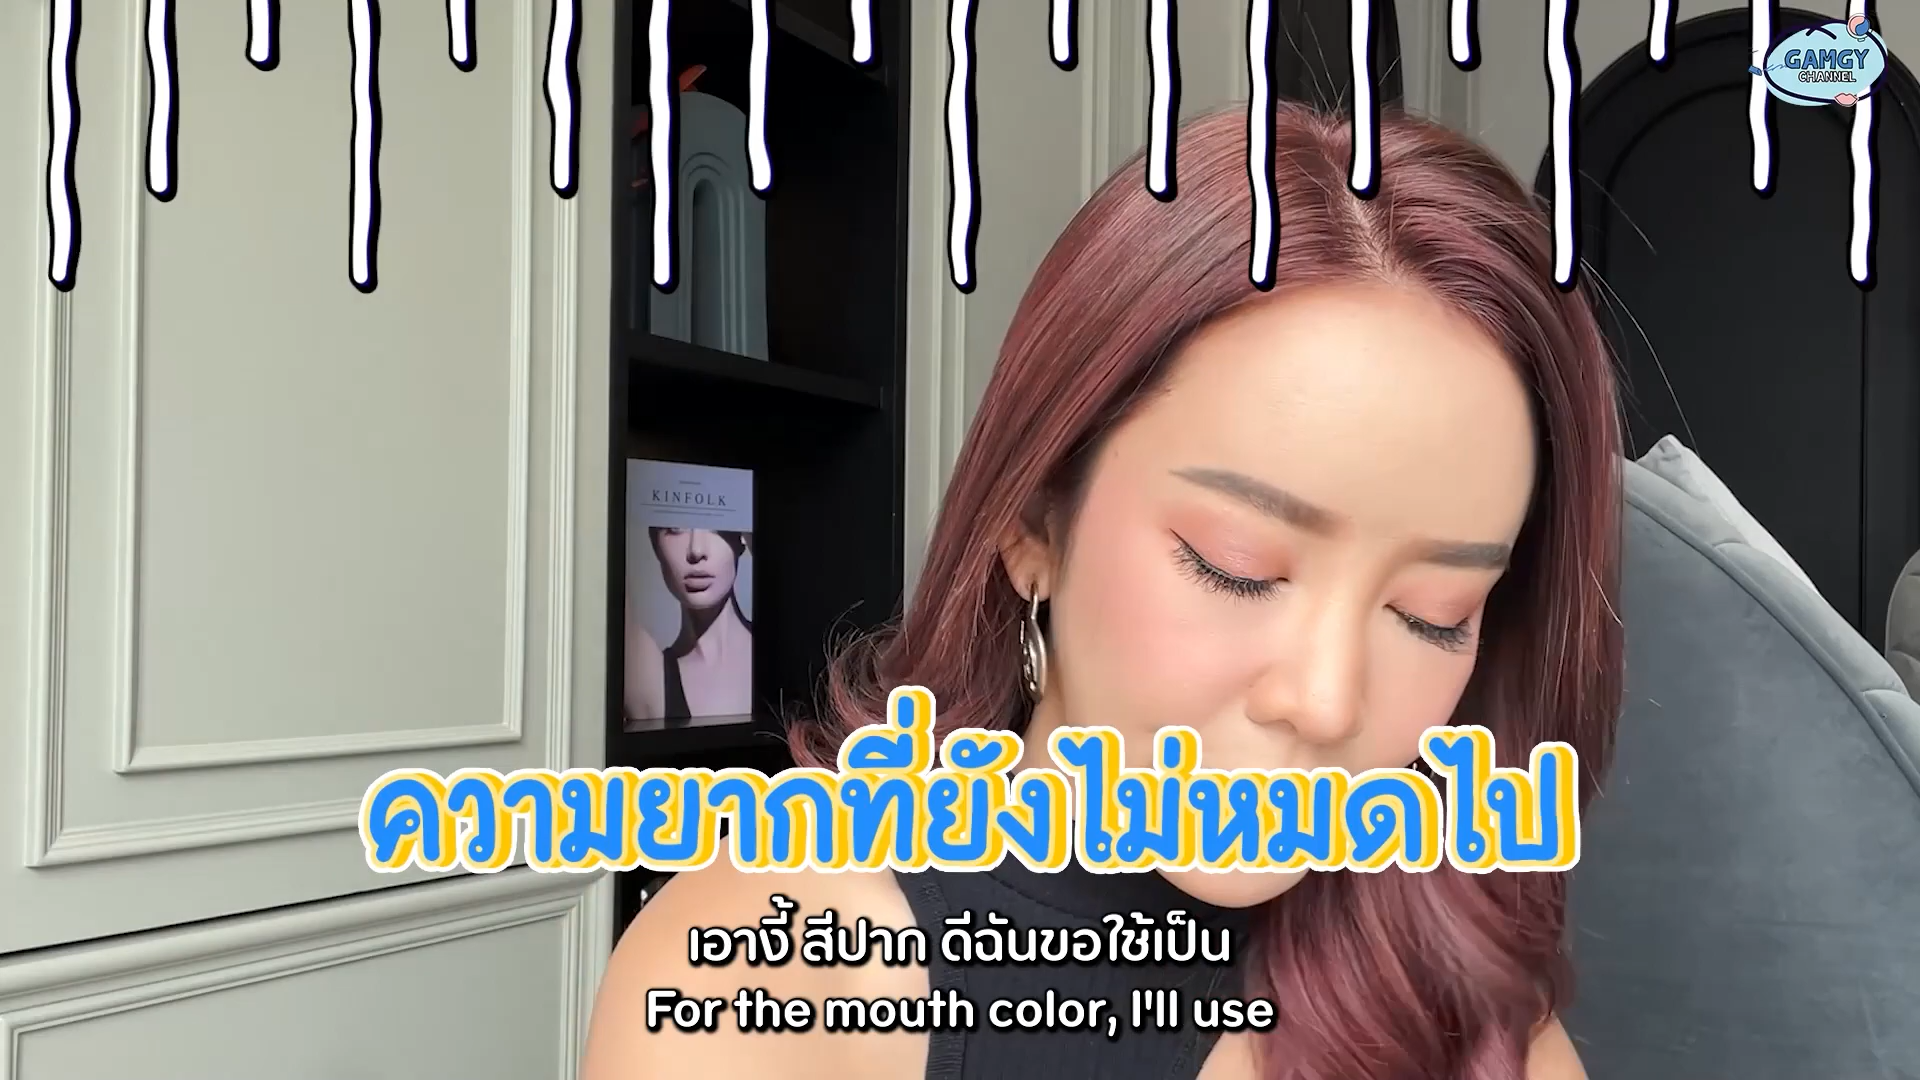 GAMGY
CHANNEL
KINFOLK
ความยากที่ยังไม่หมดไป
เอางี้ สีปาก ดีฉันขอใช้เป็น
For the mouth color, I'll use